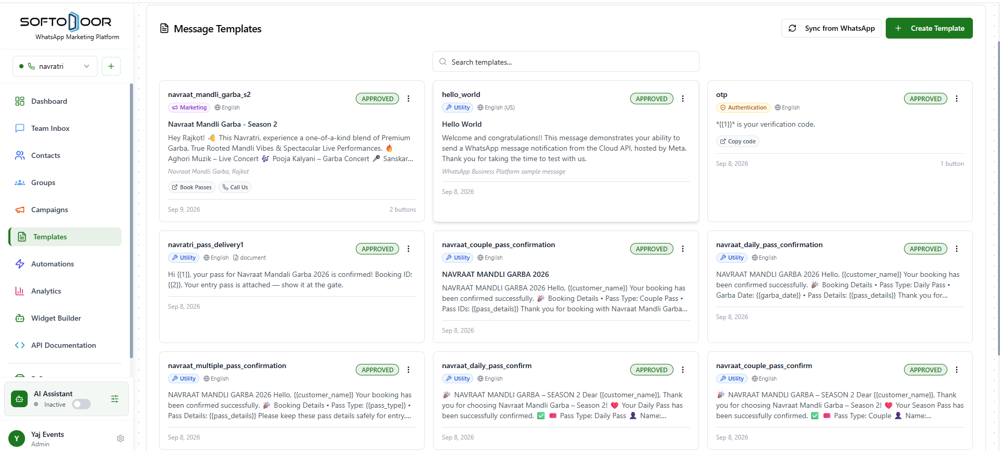 SOFTODOOR
WhatsApp Marketing Platform
navratri
Dashboard
Team Inbox
Contacts
Groups
Campaigns
Templates
Automations
Analytics
Widget Builder
API Documentation
AI Assistant
Inactive
Y
Yaj Events
Admin
Message Templates
Sync from WhatsApp
Create Template
Search templates...
navraat_mandli_garba_s2
APPROVED
Marketing
English
Navraat Mandli Garba - Season 2
Hey Rajkot! 👋 This Navratri, experience a one-of-a-kind blend of Premium
Garba, True Rooted Mandli Vibes & Spectacular Live Performances. 🔥
Aghori Muzik – Live Concert 🎶 Pooja Kalyani – Garba Concert 🎤 Sanskar...
Navraat Mandli Garba, Rajkot
Book Passes
Call Us
Sep 9, 2026
2 buttons
hello_world
APPROVED
Utility
English (US)
Hello World
Welcome and congratulations!! This message demonstrates your ability to
send a WhatsApp message notification from the Cloud API, hosted by Meta.
Thank you for taking the time to test with us.
WhatsApp Business Platform sample message
Sep 8, 2026
otp
APPROVED
Authentication
English
*{{1}}* is your verification code.
Copy code
Sep 8, 2026
1 button
navratri_pass_delivery1
APPROVED
Utility
English
document
Hi {{1}}, your pass for Navraat Mandali Garba 2026 is confirmed! Booking ID:
{{2}}. Your entry pass is attached — show it at the gate.
Sep 8, 2026
navraat_couple_pass_confirmation
APPROVED
Utility
English
NAVRAAT MANDLI GARBA 2026
NAVRAAT MANDLI GARBA 2026 Hello, {{customer_name}} Your booking has
been confirmed successfully. 🎉 Booking Details • Pass Type: Couple Pass •
Pass IDs: {{pass_details}} Thank you for booking with Navraat Mandli Garba...
Sep 8, 2026
navraat_daily_pass_confirmation
APPROVED
Utility
English
NAVRAAT MANDLI GARBA 2026 Hello, {{customer_name}} Your booking has
been confirmed successfully. 🎉 Booking Details • Pass Type: Daily Pass •
Garba Date: {{garba_date}} • Pass Details: {{pass_details}} Thank you for...
Sep 8, 2026
navraat_multiple_pass_confirmation
APPROVED
Utility
English
NAVRAAT MANDLI GARBA 2026 Hello, {{customer_name}} Your booking has
been confirmed successfully. 🎉 Booking Details • Pass Type: {{pass_type}} •
Pass Details: {{pass_details}} Please keep these pass details safely for entry....
Sep 8, 2026
navraat_daily_pass_confirm
APPROVED
Utility
English
🎉 NAVRAAT MANDLI GARBA – SEASON 2 Dear {{customer_name}}, Thank
you for choosing Navraat Mandli Garba – Season 2! ❤️ Your Daily Pass has
been successfully confirmed. ✅ 🎟️ Pass Type: Daily Pass 👤 Name:...
Sep 8, 2026
navraat_couple_pass_confirm
APPROVED
Utility
English
🎉 NAVRAAT MANDLI GARBA – SEASON 2 Dear {{customer_name}}, Thank
you for choosing Navraat Mandli Garba – Season 2! ❤️ Your Season Pass has
been successfully confirmed. ✅ 🎟️ Pass Type: Couple 👤 Name:...
Sep 8, 2026